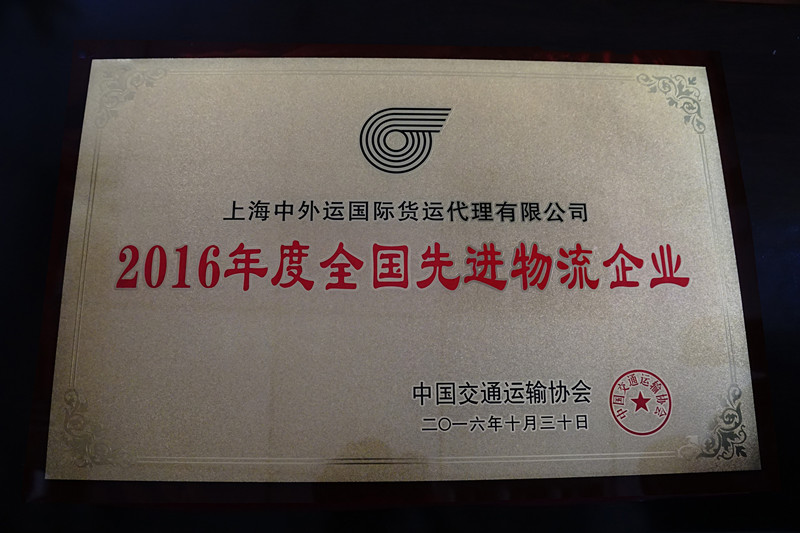 上海中外运国际货运代理有限公司
2016年度全国先进物流企业
中国交通运输协会
二〇一六年十月三十日
中国交通运输协会